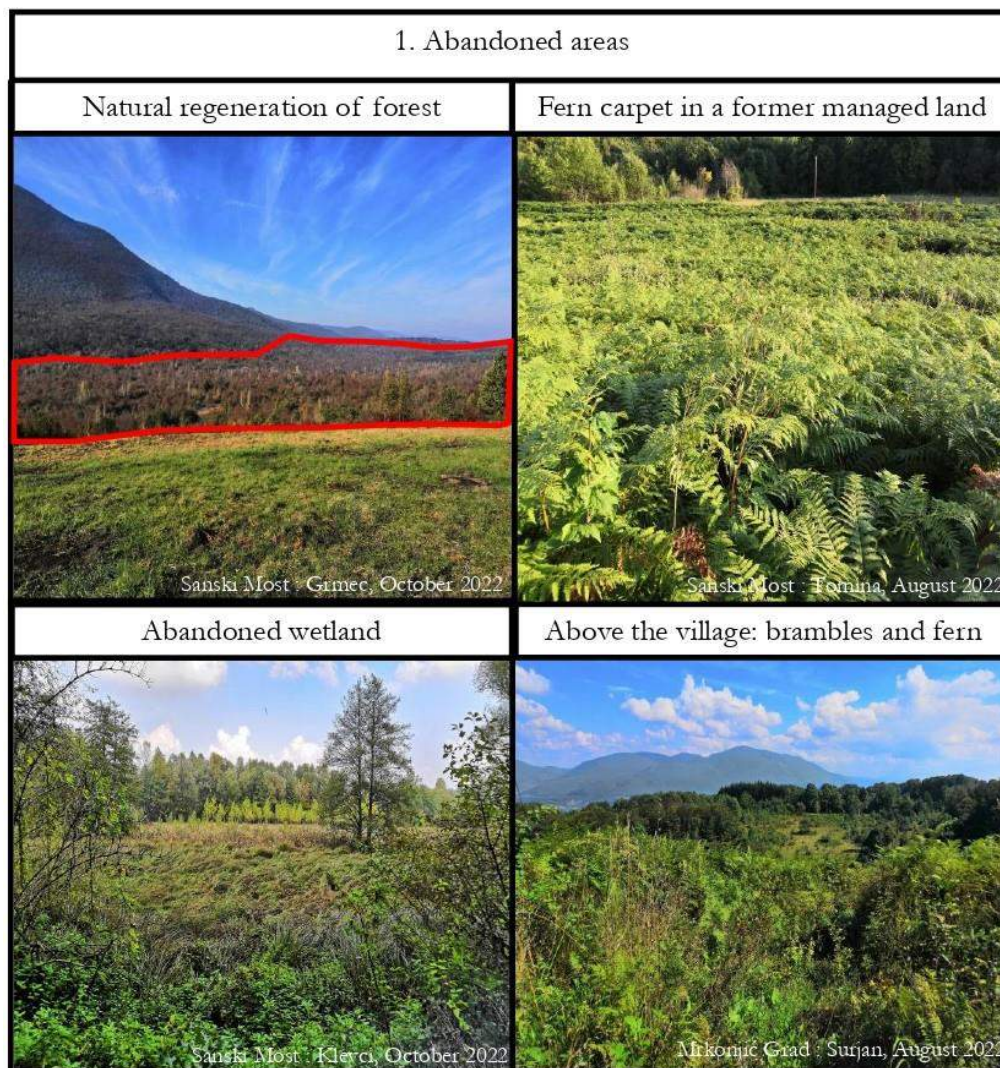 1. Abandoned areas
Natural regeneration of forest
Fern carpet in a former managed land
Sanski Most : Grmec, October 2022
Sanski Most : Tomina, August 2022
Abandoned wetland
Above the village: brambles and fern
Sanski Most : Klevci, October 2022
Mrkonjić Grad : Surjan, August 2022